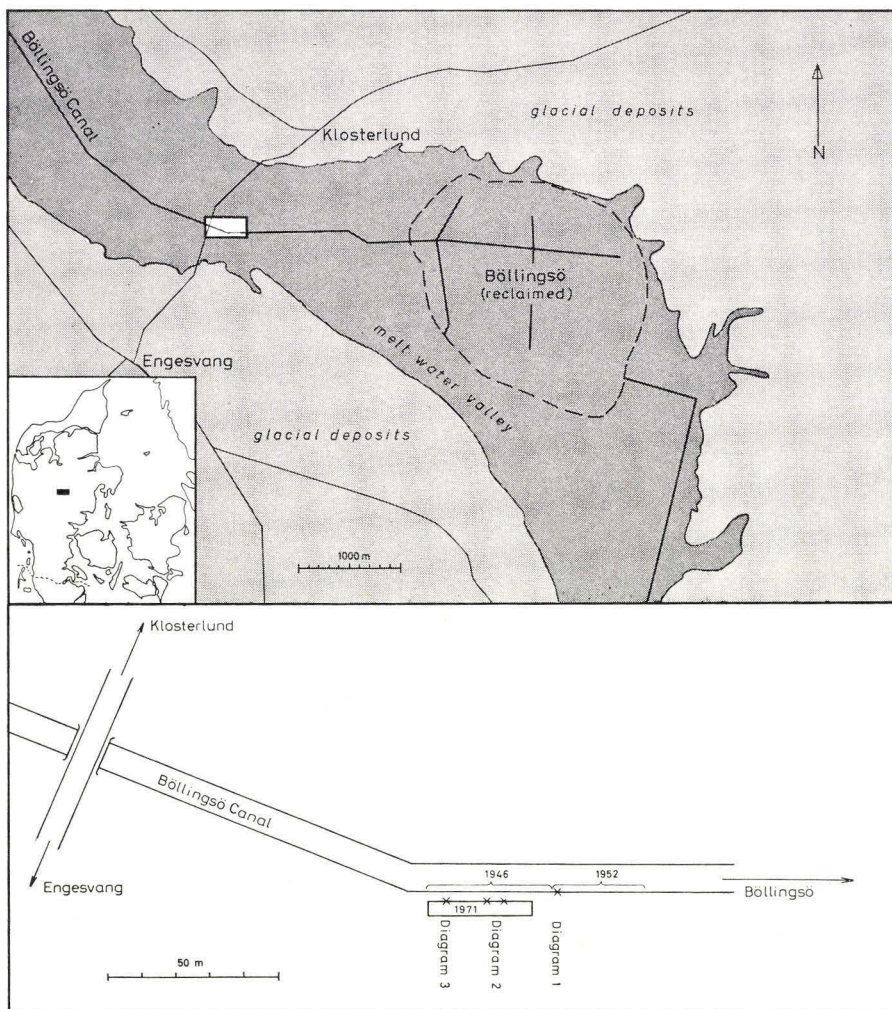 Böllingsö Canal
Klosterlund
glacial deposits
N
Böllingsö
(reclaimed)
Engesvang
melt water valley
glacial deposits
1000 m
Klosterlund
Böllingsö Canal
Engesvang
1946
1952
Böllingsö
1971
Diagram 3
Diagram 2
Diagram 1
50 m